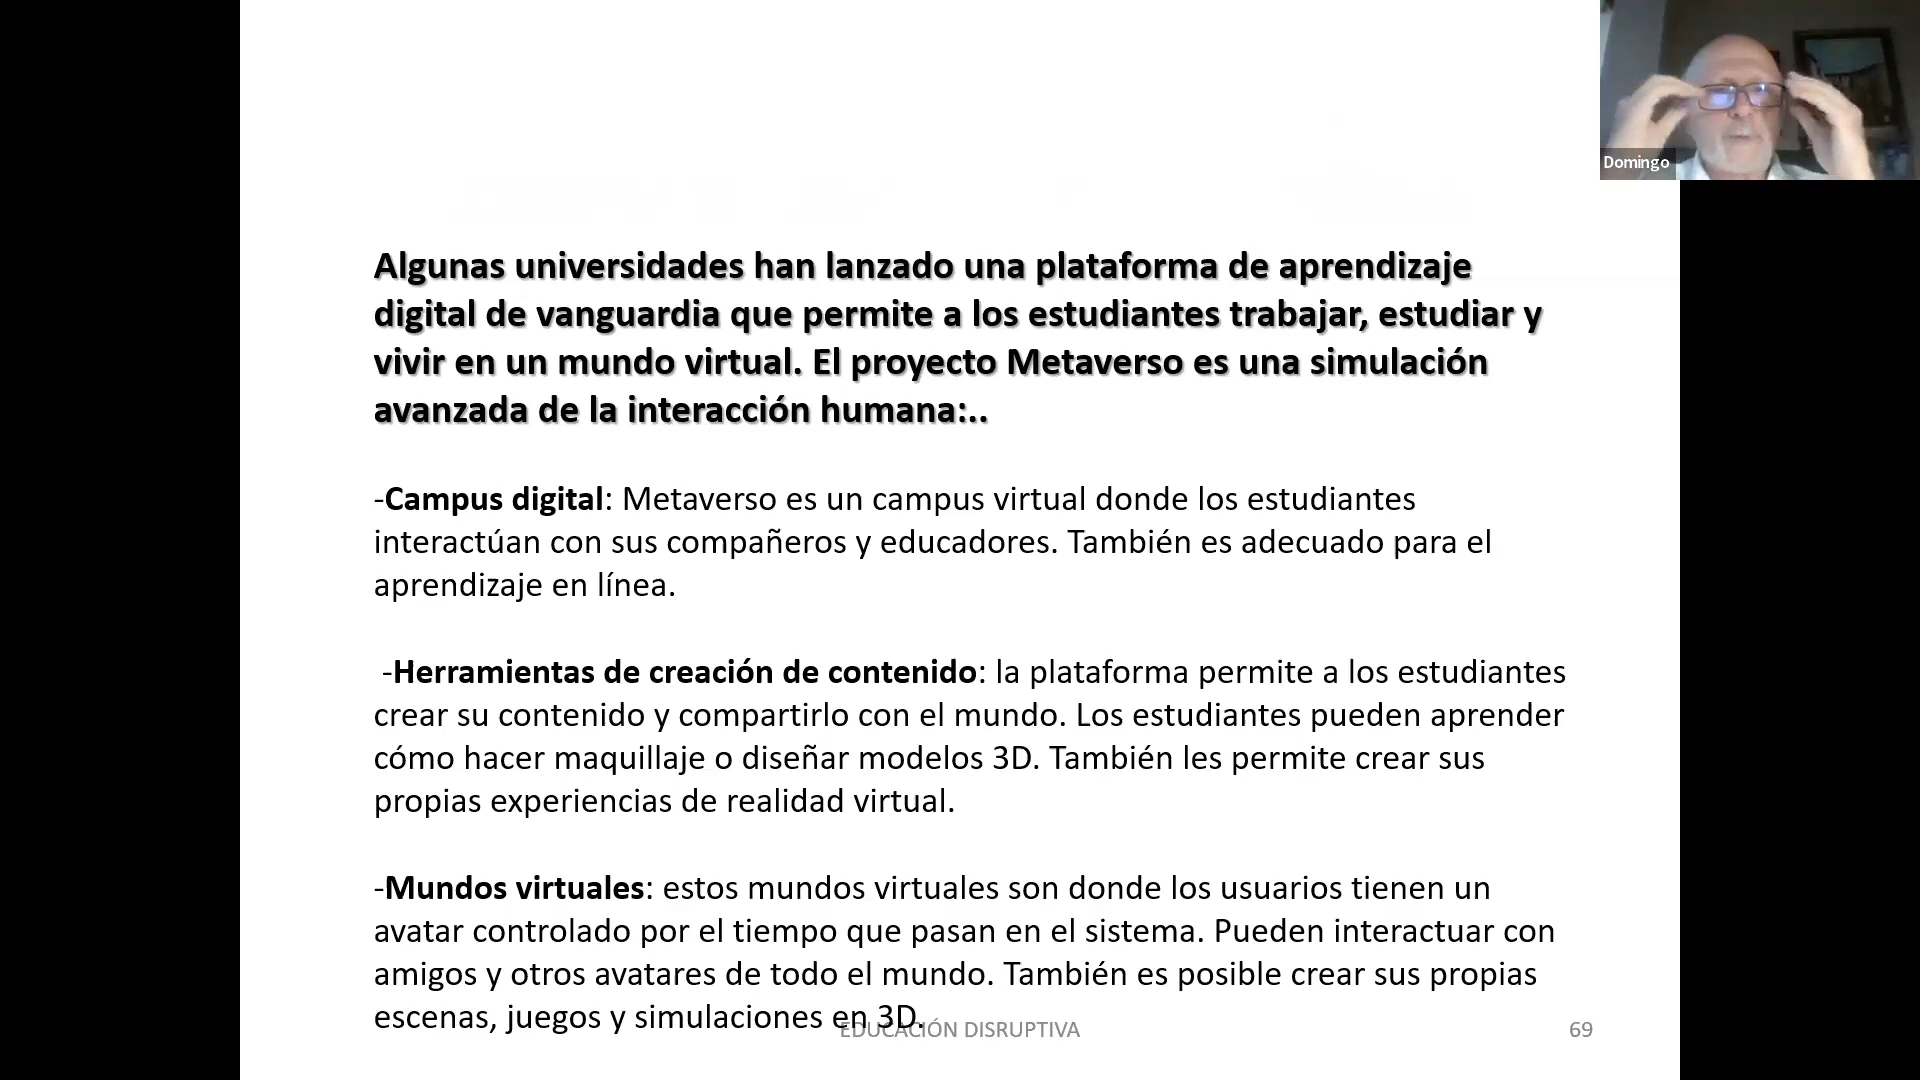 Domingo
Algunas universidades han lanzado una plataforma de aprendizaje
digital de vanguardia que permite a los estudiantes trabajar, estudiar y
vivir en un mundo virtual. El proyecto Metaverso es una simulación
avanzada de la interacción humana:..
-Campus digital: Metaverso es un campus virtual donde los estudiantes
interactúan con sus compañeros y educadores. También es adecuado para el
aprendizaje en línea.
-Herramientas de creación de contenido: la plataforma permite a los estudiantes
crear su contenido y compartirlo con el mundo. Los estudiantes pueden aprender
cómo hacer maquillaje o diseñar modelos 3D. También les permite crear sus
propias experiencias de realidad virtual.
-Mundos virtuales: estos mundos virtuales son donde los usuarios tienen un
avatar controlado por el tiempo que pasan en el sistema. Pueden interactuar con
amigos y otros avatares de todo el mundo. También es posible crear sus propias
escenas, juegos y simulaciones en 3D.
EDUCACIÓN DISRUPTIVA
69